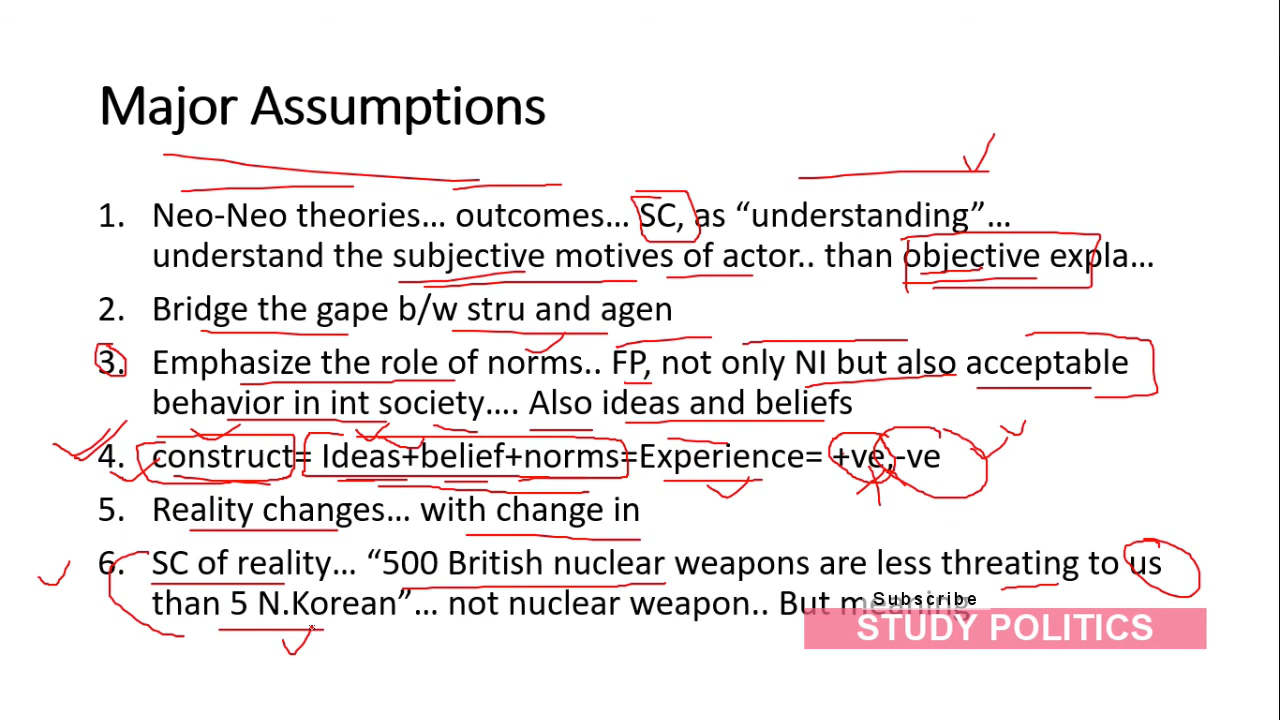 Major Assumptions
1. Neo-Neo theories... outcomes... SC, as “understanding”...
understand the subjective motives of actor.. than objective expla...
2. Bridge the gape b/w stru and agen
3. Emphasize the role of norms.. FP, not only NI but also acceptable
behavior in int society.... Also ideas and beliefs
4. construct= Ideas+belief+norms=Experience= +ve,-ve
5. Reality changes... with change in
6. SC of reality... “500 British nuclear weapons are less threating to us
than 5 N.Korean”... not nuclear weapon.. But meaning
Subscribe
STUDY POLITICS